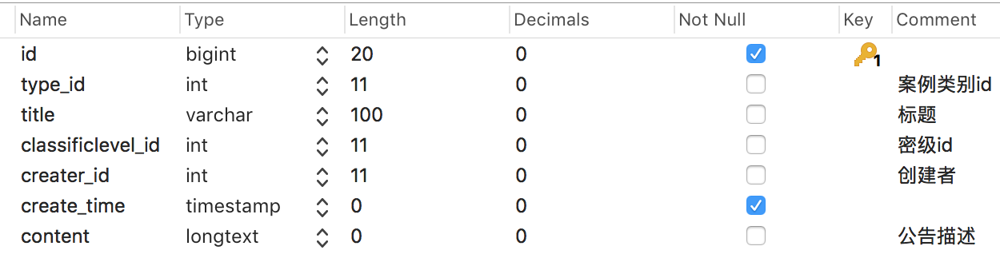 Name Type Length Decimals Not Null Key Comment
id bigint 20 0 1
type_id int 11 0 案例类别id
title varchar 100 0 标题
classificlevel_id int 11 0 密级id
creater_id int 11 0 创建者
create_time timestamp 0 0
content longtext 0 0 公告描述